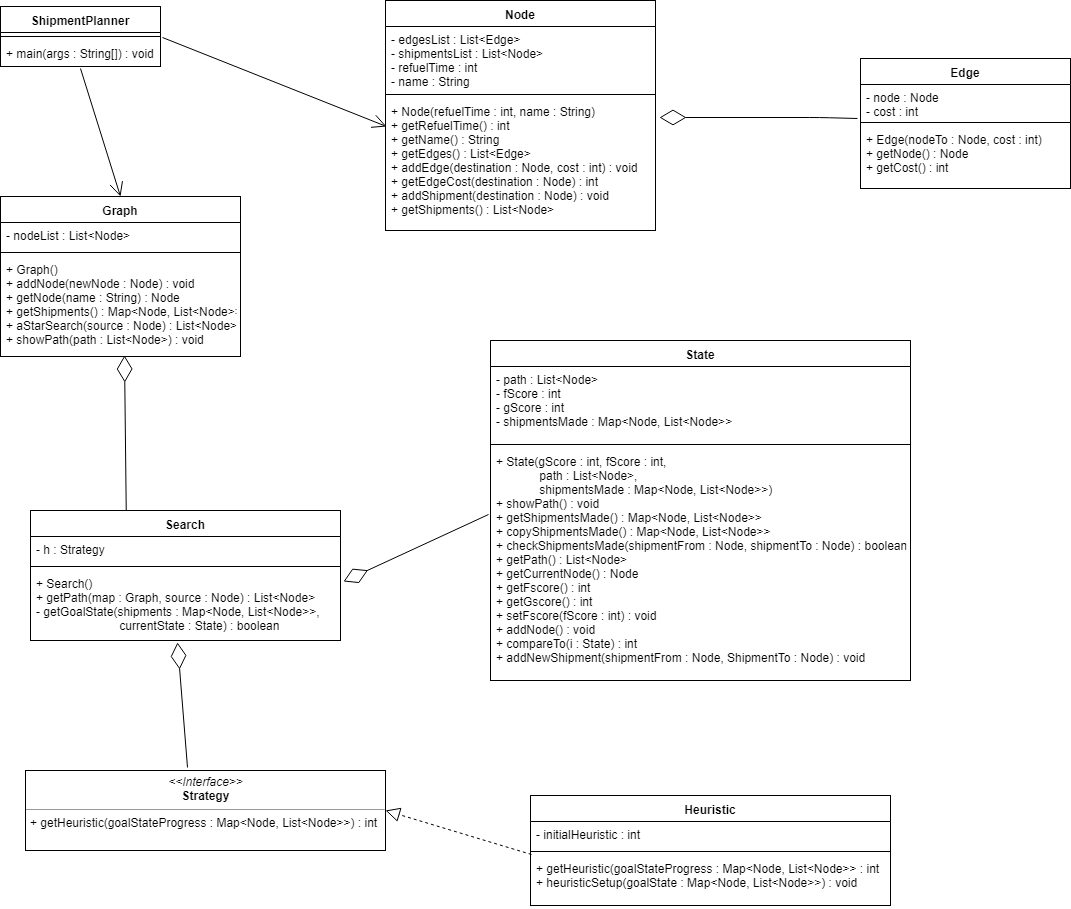 ShipmentPlanner
+ main(args : String[]) : void
Node
- edgesList : List<Edge>
- shipmentsList : List<Node>
- refuelTime : int
- name : String
+ Node(refuelTime : int, name : String)
+ getRefuelTime() : int
+ getName() : String
+ getEdges() : List<Edge>
+ addEdge(destination : Node, cost : int) : void
+ getEdgeCost(destination : Node) : int
+ addShipment(destination : Node) : void
+ getShipments() : List<Node>
Edge
- node : Node
- cost : int
+ Edge(nodeTo : Node, cost : int)
+ getNode() : Node
+ getCost() : int
Graph
- nodeList : List<Node>
+ Graph()
+ addNode(newNode : Node) : void
+ getNode(name : String) : Node
+ getShipments() : Map<Node, List<Node>
+ aStarSearch(source : Node) : List<Node>
+ showPath(path : List<Node>) : void
State
- path : List<Node>
- fScore : int
- gScore : int
- shipmentsMade : Map<Node, List<Node>>
+ State(gScore : int, fScore : int,
path : List<Node>,
shipmentsMade : Map<Node, List<Node>>)
+ showPath() : void
+ getShipmentsMade() : Map<Node, List<Node>>
+ copyShipmentsMade() : Map<Node, List<Node>>
+ checkShipmentsMade(shipmentFrom : Node, shipmentTo : Node) : boolean
+ getPath() : List<Node>
+ getCurrentNode() : Node
+ getFscore() : int
+ getGscore() : int
+ setFscore(fScore : int) : void
+ addNode() : void
+ compareTo(i : State) : int
+ addNewShipment(shipmentFrom : Node, ShipmentTo : Node) : void
Search
- h : Strategy
+ Search()
+ getPath(map : Graph, source : Node) : List<Node>
- getGoalState(shipments : Map<Node, List<Node>>,
currentState : State) : boolean
<<Interface>>
Strategy
+ getHeuristic(goalStateProgress : Map<Node, List<Node>>) : int
Heuristic
- initialHeuristic : int
+ getHeuristic(goalStateProgress : Map<Node, List<Node>> : int
+ heuristicSetup(goalState : Map<Node, List<Node>>) : void